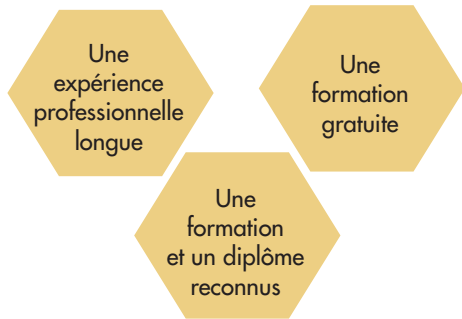 Une
expérience
professionnelle
longue
Une
formation
gratuite
Une
formation
et un diplôme
reconnus